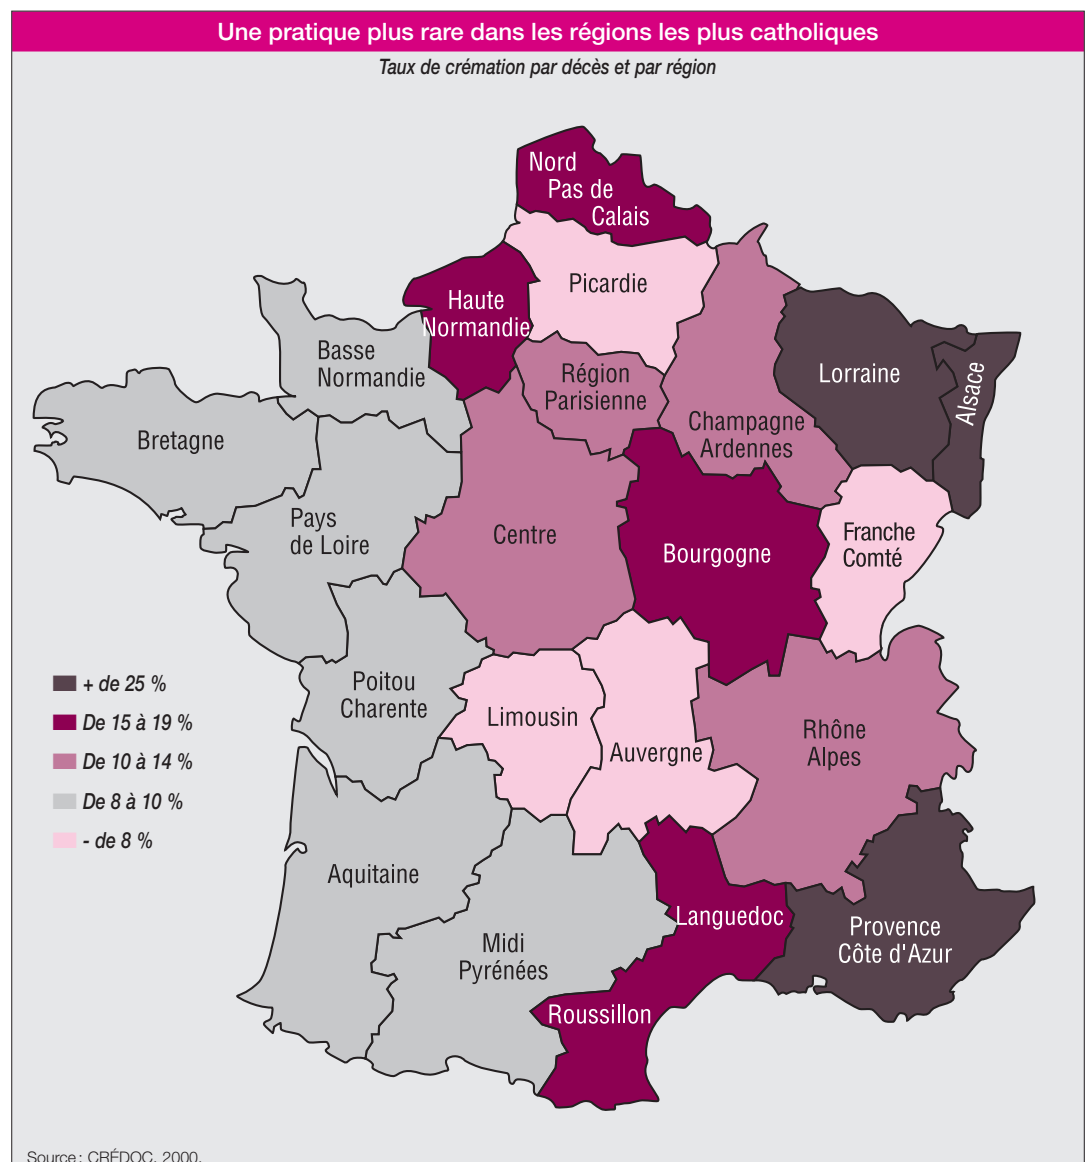 Une pratique plus rare dans les régions les plus catholiques
Taux de crémation par décès et par région
Nord
Pas de
Calais
Picardie
Haute
Normandie
Basse
Normandie
Région
Parisienne
Champagne
Ardennes
Lorraine
Alsace
Bretagne
Pays
de Loire
Centre
Bourgogne
Franche
Comté
Poitou
Charente
Limousin
Auvergne
Rhône
Alpes
Aquitaine
Midi
Pyrénées
Languedoc
Roussillon
Provence
Côte d'Azur
+ de 25 %
De 15 à 19 %
De 10 à 14 %
De 8 à 10 %
- de 8 %
Source : CRÉDOC, 2000.